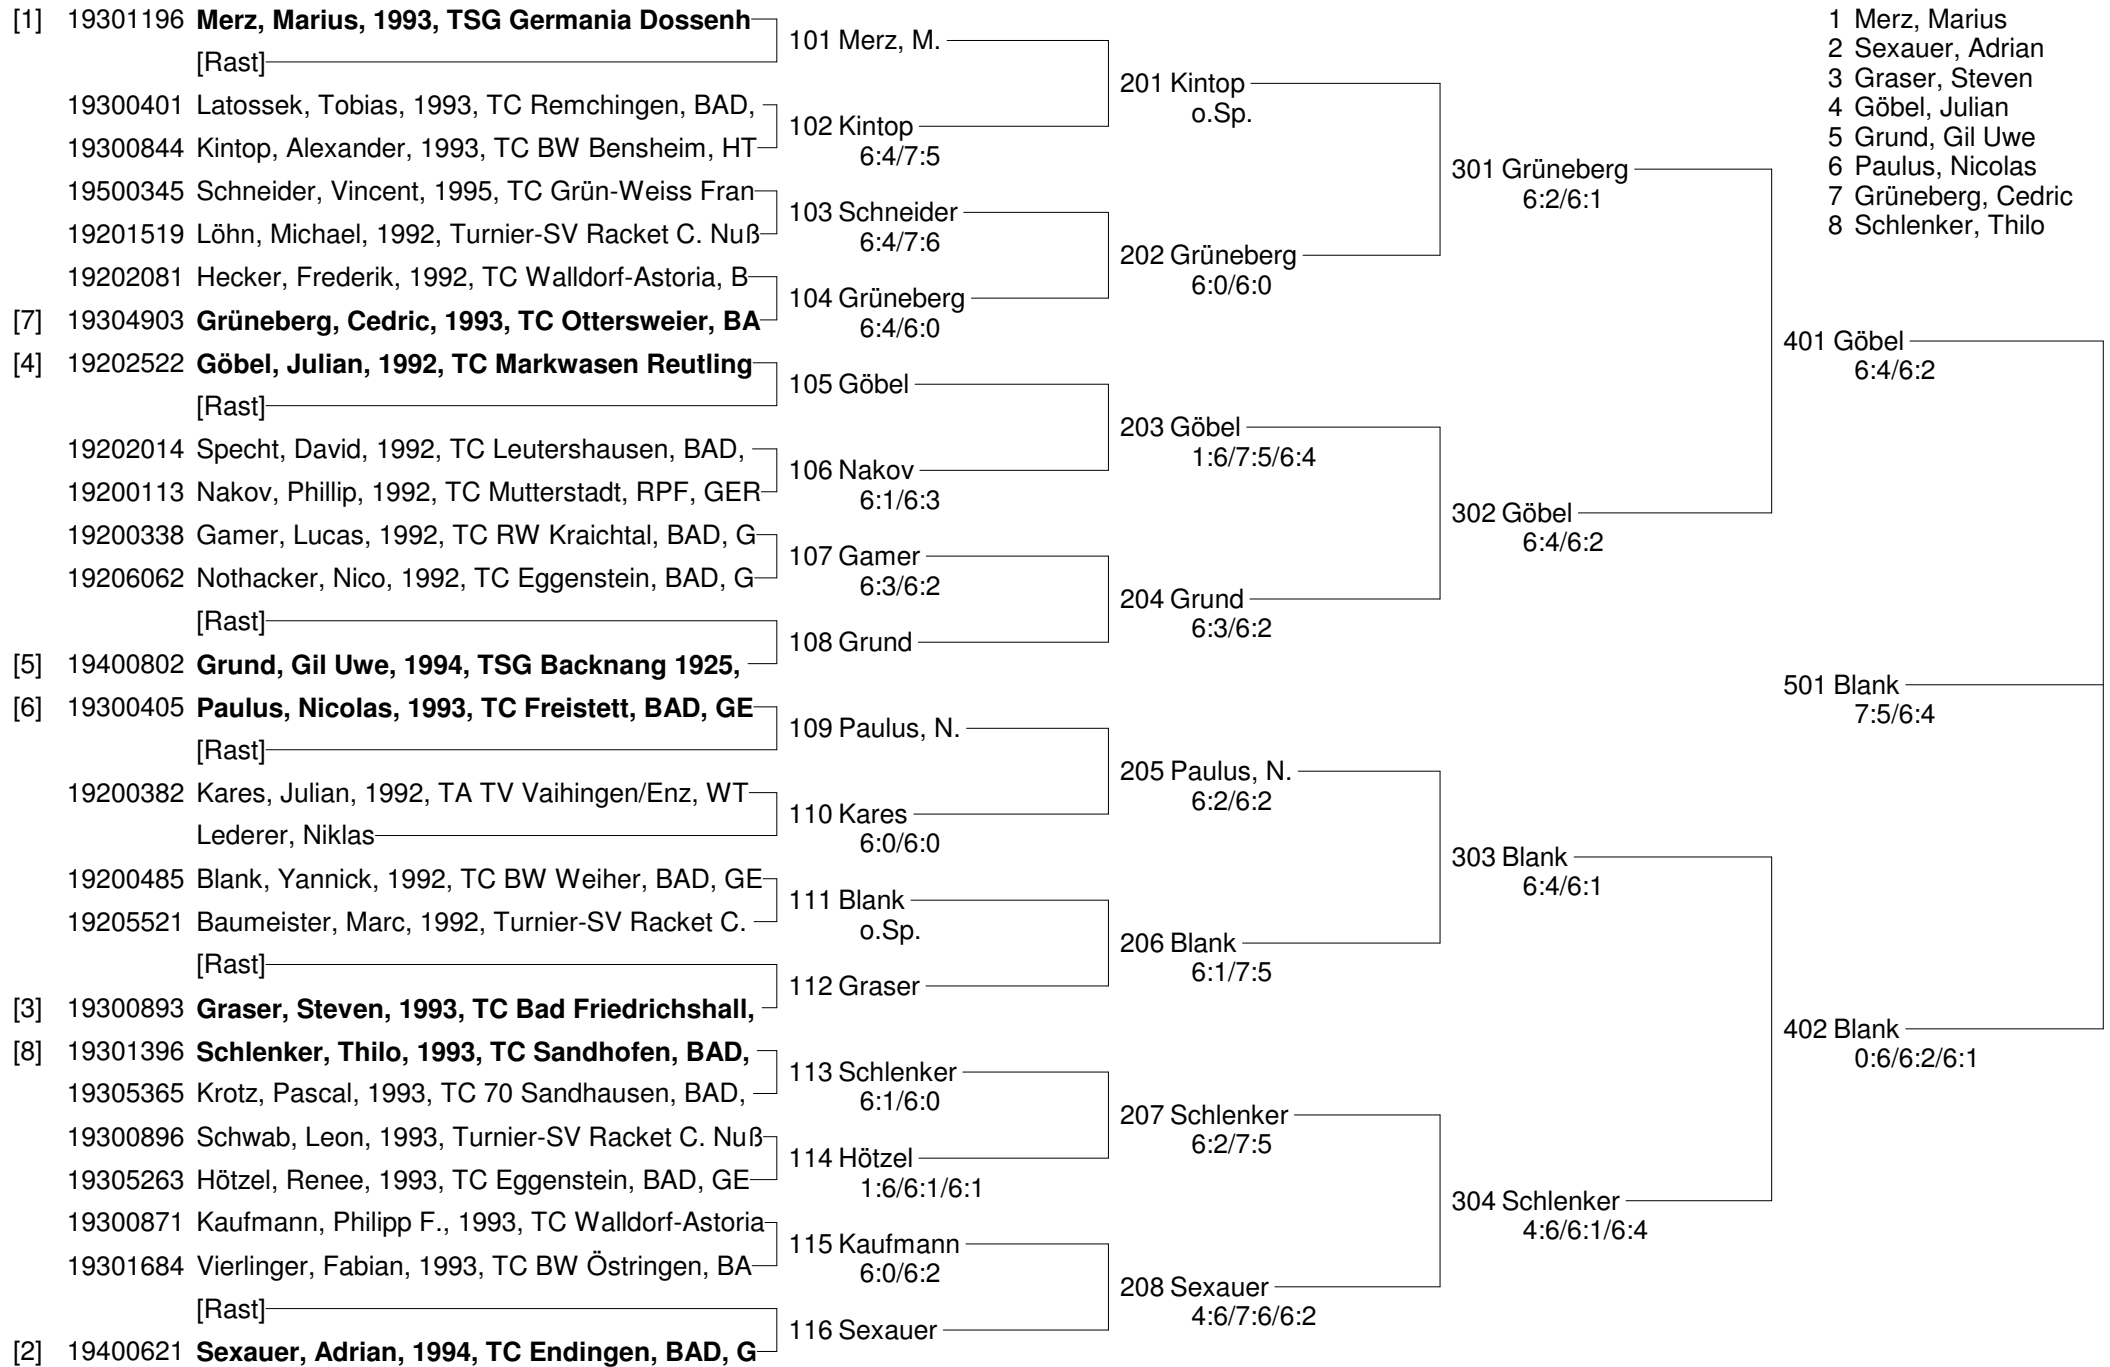 [1] 19301196 Merz, Marius, 1993, TSG Germania Dossenh
[Rast]
19300401 Latossek, Tobias, 1993, TC Remchingen, BAD,
19300844 Kintop, Alexander, 1993, TC BW Bensheim, HT
19500345 Schneider, Vincent, 1995, TC Grün-Weiss Fran
19201519 Löhn, Michael, 1992, Turnier-SV Racket C. Nuß
19202081 Hecker, Frederik, 1992, TC Walldorf-Astoria, B
[7] 19304903 Grüneberg, Cedric, 1993, TC Ottersweier, BA
[4] 19202522 Göbel, Julian, 1992, TC Markwasen Reutling
[Rast]
19202014 Specht, David, 1992, TC Leutershausen, BAD,
19200113 Nakov, Phillip, 1992, TC Mutterstadt, RPF, GER
19200338 Gamer, Lucas, 1992, TC RW Kraichtal, BAD, G
19206062 Nothacker, Nico, 1992, TC Eggenstein, BAD, G
[Rast]
[5] 19400802 Grund, Gil Uwe, 1994, TSG Backnang 1925,
[6] 19300405 Paulus, Nicolas, 1993, TC Freistett, BAD, GE
[Rast]
19200382 Kares, Julian, 1992, TA TV Vaihingen/Enz, WT
Lederer, Niklas
19200485 Blank, Yannick, 1992, TC BW Weiher, BAD, GE
19205521 Baumeister, Marc, 1992, Turnier-SV Racket C.
[Rast]
[3] 19300893 Graser, Steven, 1993, TC Bad Friedrichshall,
[8] 19301396 Schlenker, Thilo, 1993, TC Sandhofen, BAD,
19305365 Krotz, Pascal, 1993, TC 70 Sandhausen, BAD,
19300896 Schwab, Leon, 1993, Turnier-SV Racket C. Nuß
19305263 Hötzel, Renee, 1993, TC Eggenstein, BAD, GE
19300871 Kaufmann, Philipp F., 1993, TC Walldorf-Astoria
19301684 Vierlinger, Fabian, 1993, TC BW Östringen, BA
[Rast]
[2] 19400621 Sexauer, Adrian, 1994, TC Endingen, BAD, G
101 Merz, M.
102 Kintop
6:4/7:5
103 Schneider
6:4/7:6
104 Grüneberg
6:4/6:0
105 Göbel
106 Nakov
6:1/6:3
107 Gamer
6:3/6:2
108 Grund
109 Paulus, N.
110 Kares
6:0/6:0
111 Blank
o.Sp.
112 Graser
113 Schlenker
6:1/6:0
114 Hötzel
1:6/6:1/6:1
115 Kaufmann
6:0/6:2
116 Sexauer
201 Kintop
o.Sp.
202 Grüneberg
6:0/6:0
203 Göbel
1:6/7:5/6:4
204 Grund
6:3/6:2
205 Paulus, N.
6:2/6:2
206 Blank
6:1/7:5
207 Schlenker
6:2/7:5
208 Sexauer
4:6/7:6/6:2
301 Grüneberg
6:2/6:1
302 Göbel
6:4/6:2
303 Blank
6:4/6:1
304 Schlenker
4:6/6:1/6:4
1 Merz, Marius
2 Sexauer, Adrian
3 Graser, Steven
4 Göbel, Julian
5 Grund, Gil Uwe
6 Paulus, Nicolas
7 Grüneberg, Cedric
8 Schlenker, Thilo
401 Göbel
6:4/6:2
501 Blank
7:5/6:4
402 Blank
0:6/6:2/6:1